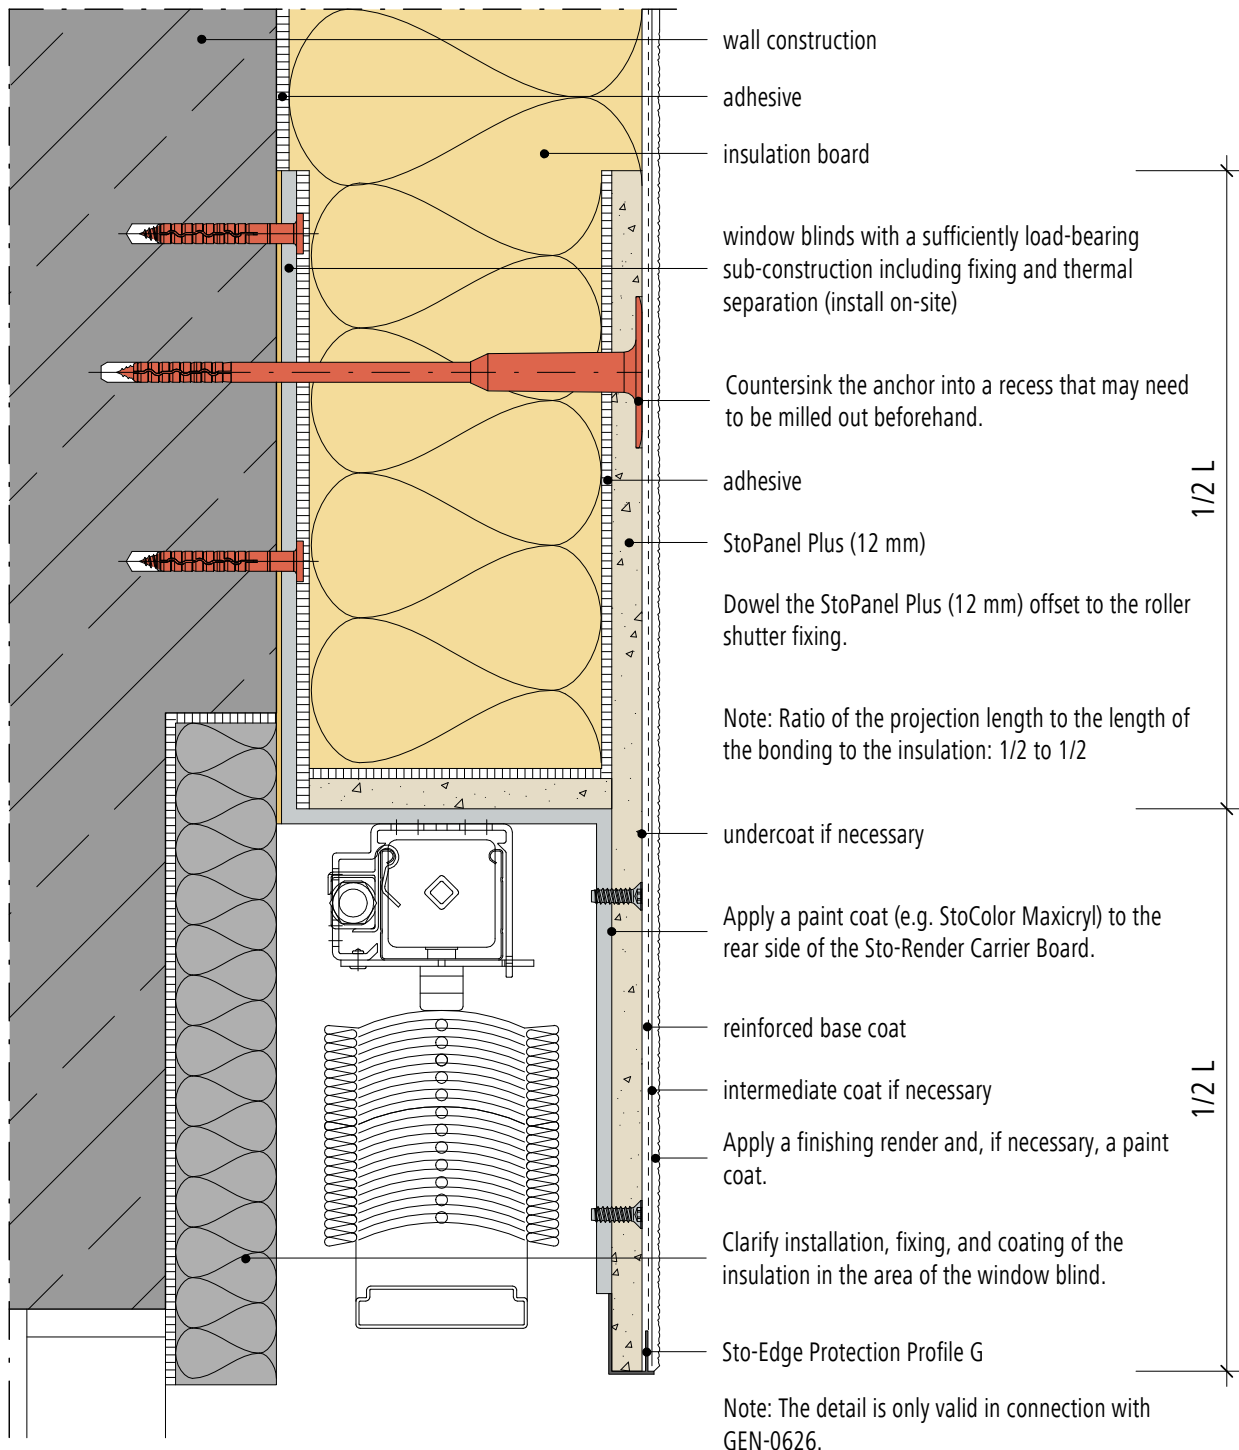 wall construction
adhesive
insulation board
window blinds with a sufficiently load-bearing
sub-construction including fixing and thermal
separation (install on-site)
Countersink the anchor into a recess that may need
to be milled out beforehand.
1/2 L
adhesive
StoPanel Plus (12 mm)
Dowel the StoPanel Plus (12 mm) offset to the roller
shutter fixing.
Note: Ratio of the projection length to the length of
the bonding to the insulation: 1/2 to 1/2
undercoat if necessary
Apply a paint coat (e.g. StoColor Maxicryl) to the
rear side of the Sto-Render Carrier Board.
reinforced base coat
intermediate coat if necessary
1/2 L
Apply a finishing render and, if necessary, a paint
coat.
Clarify installation, fixing, and coating of the
insulation in the area of the window blind.
Sto-Edge Protection Profile G
Note: The detail is only valid in connection with
GEN-0626.